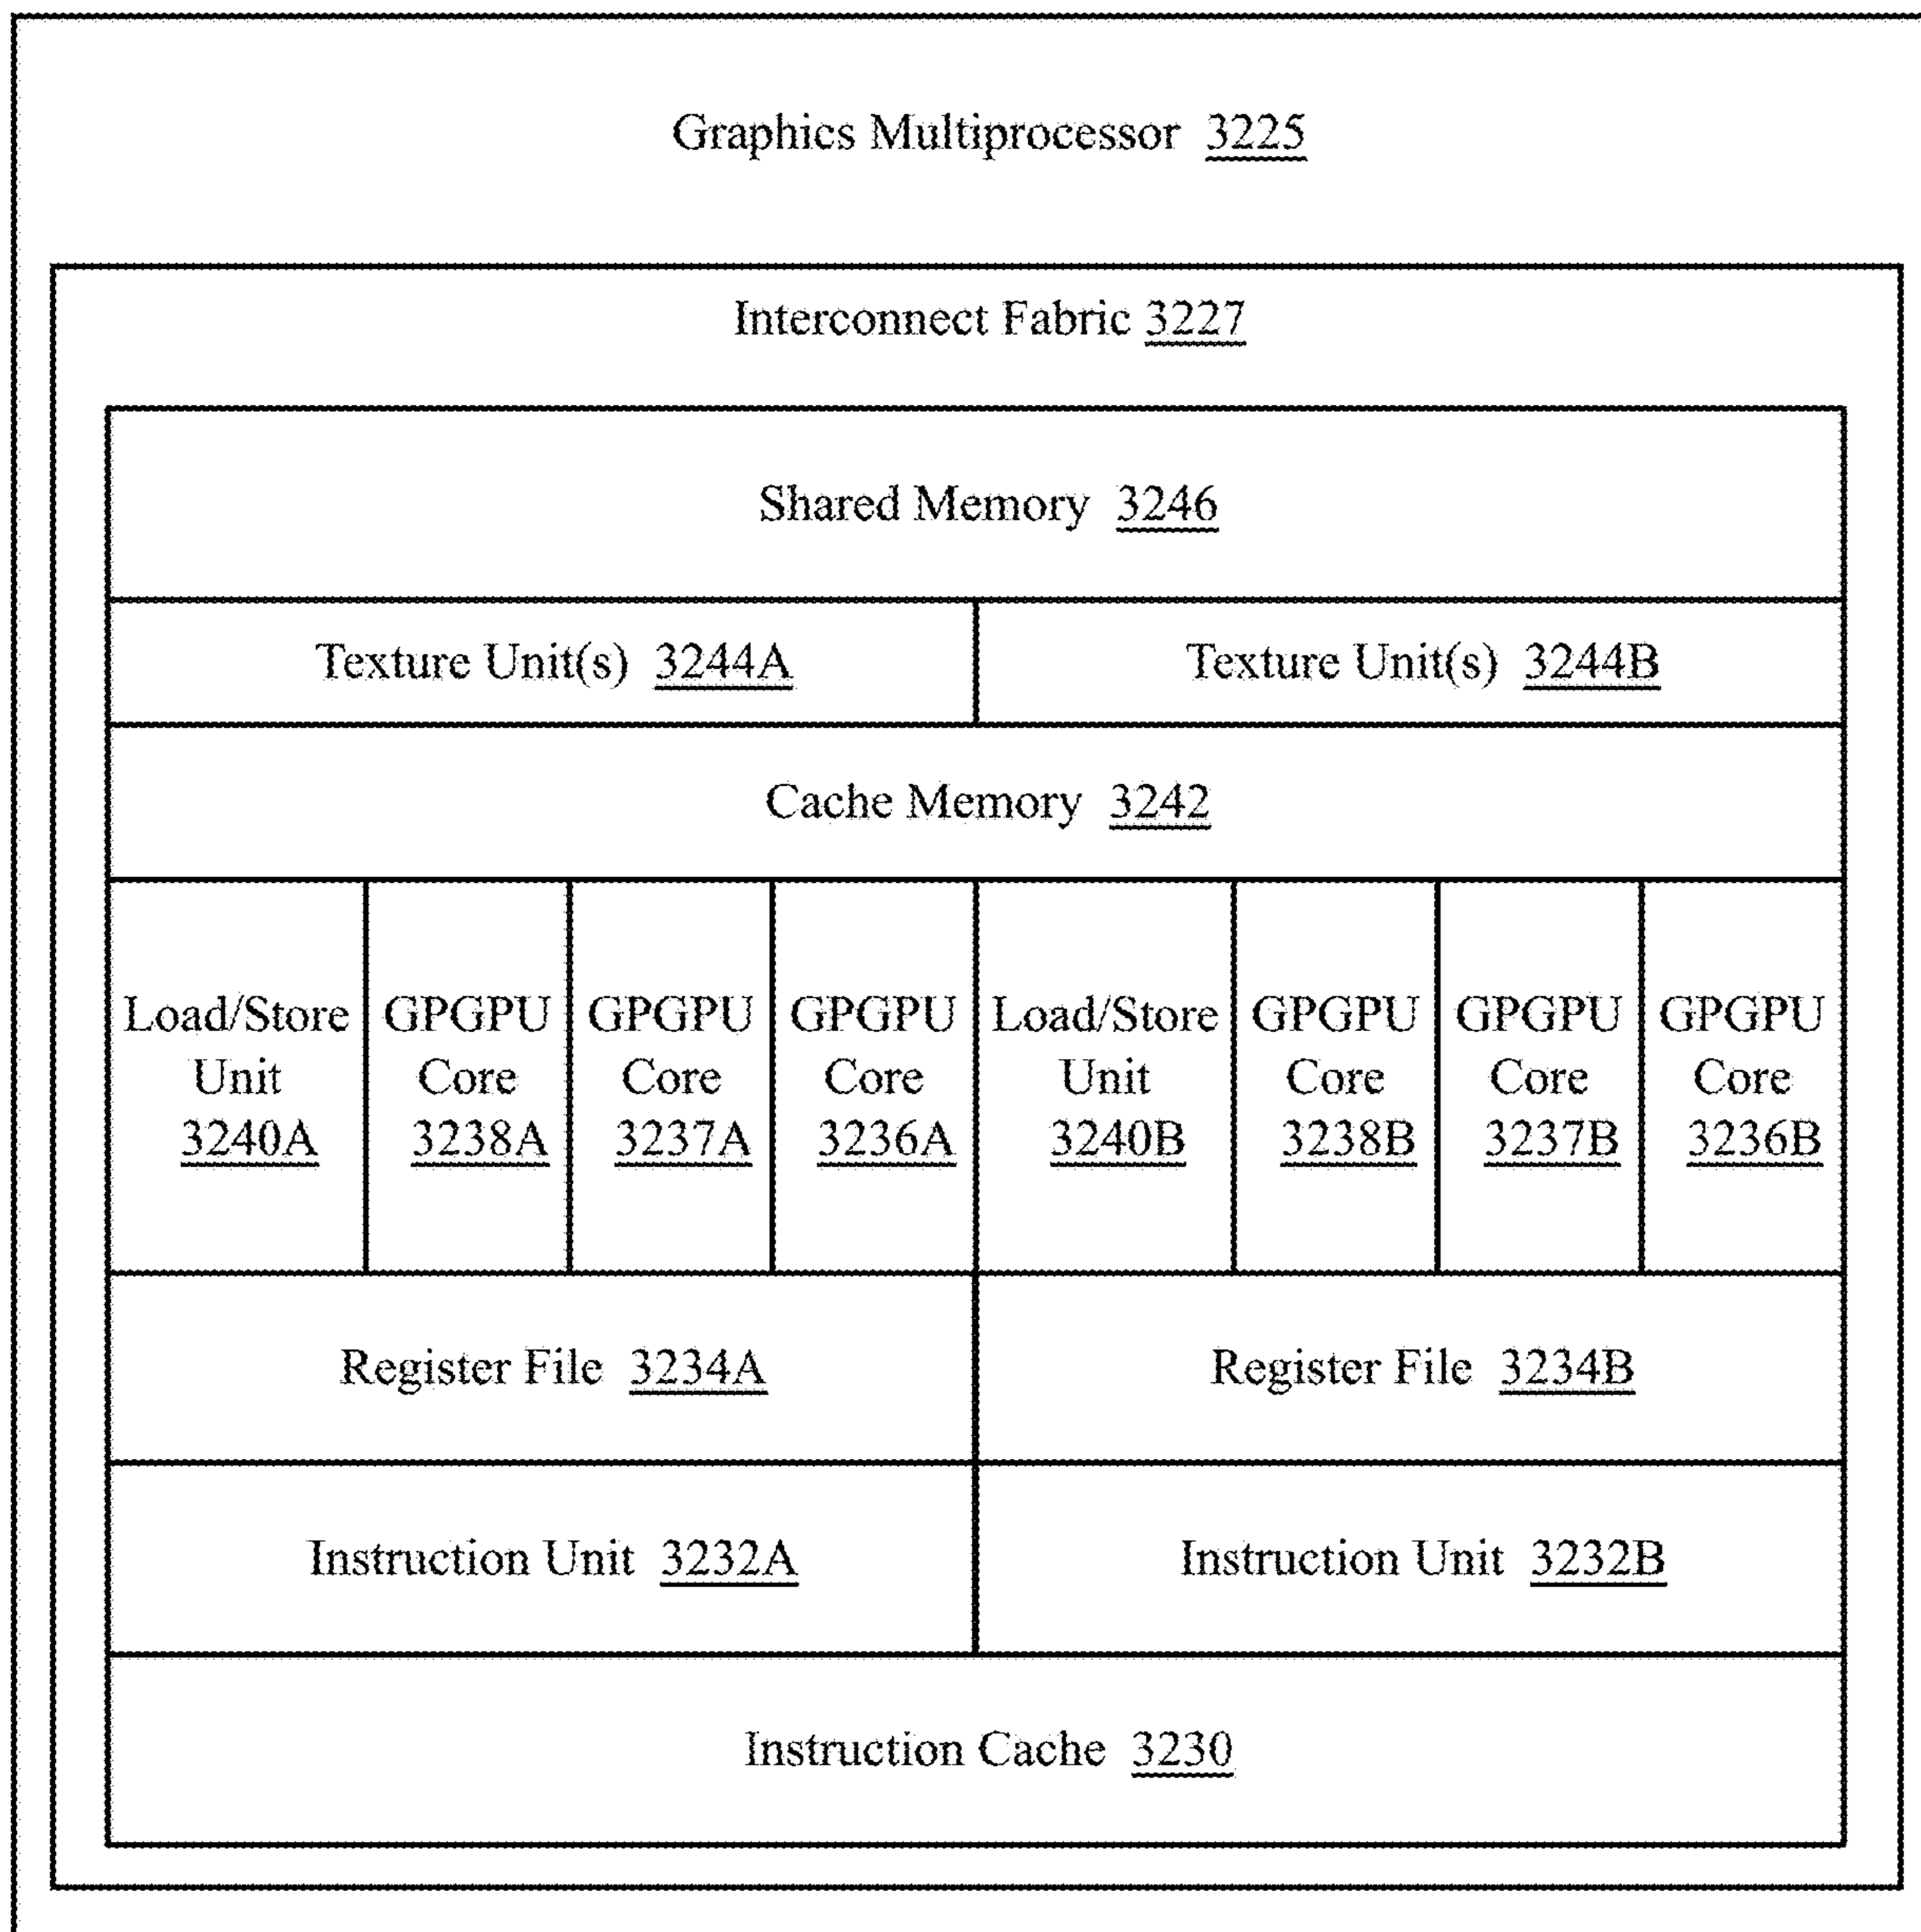 Graphics Multiprocessor 3225
Interconnect Fabric 3227
Shared Memory 3246
Texture Unit(s) 3244A
Texture Unit(s) 3244B
Cache Memory 3242
Load/Store
Unit
3240A
GPGPU
Core
3238A
GPGPU
Core
3237A
GPGPU
Core
3236A
Load/Store
Unit
3240B
GPGPU
Core
3238B
GPGPU
Core
3237B
GPGPU
Core
3236B
Register File 3234A
Register File 3234B
Instruction Unit 3232A
Instruction Unit 3232B
Instruction Cache 3230